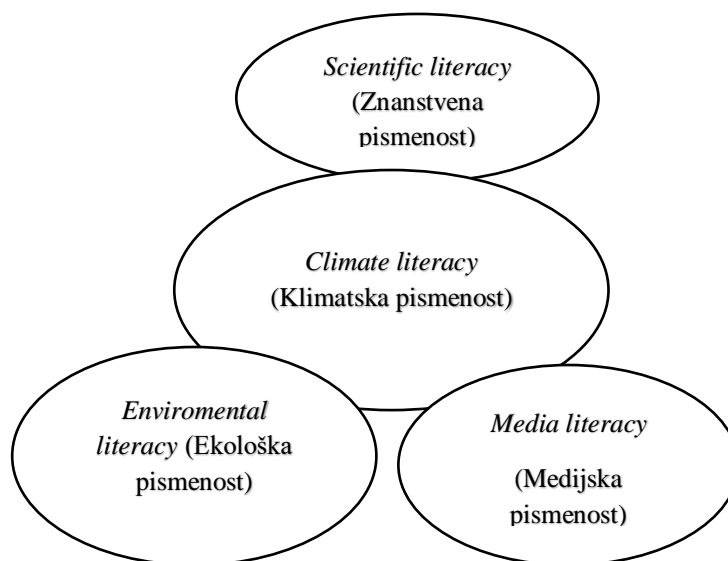 Scientific literacy
(Znanstvena
pismenost)
Climate literacy
(Klimatska pismenost)
Enviromental
literacy (Ekološka
pismenost)
Media literacy
(Medijska
pismenost)